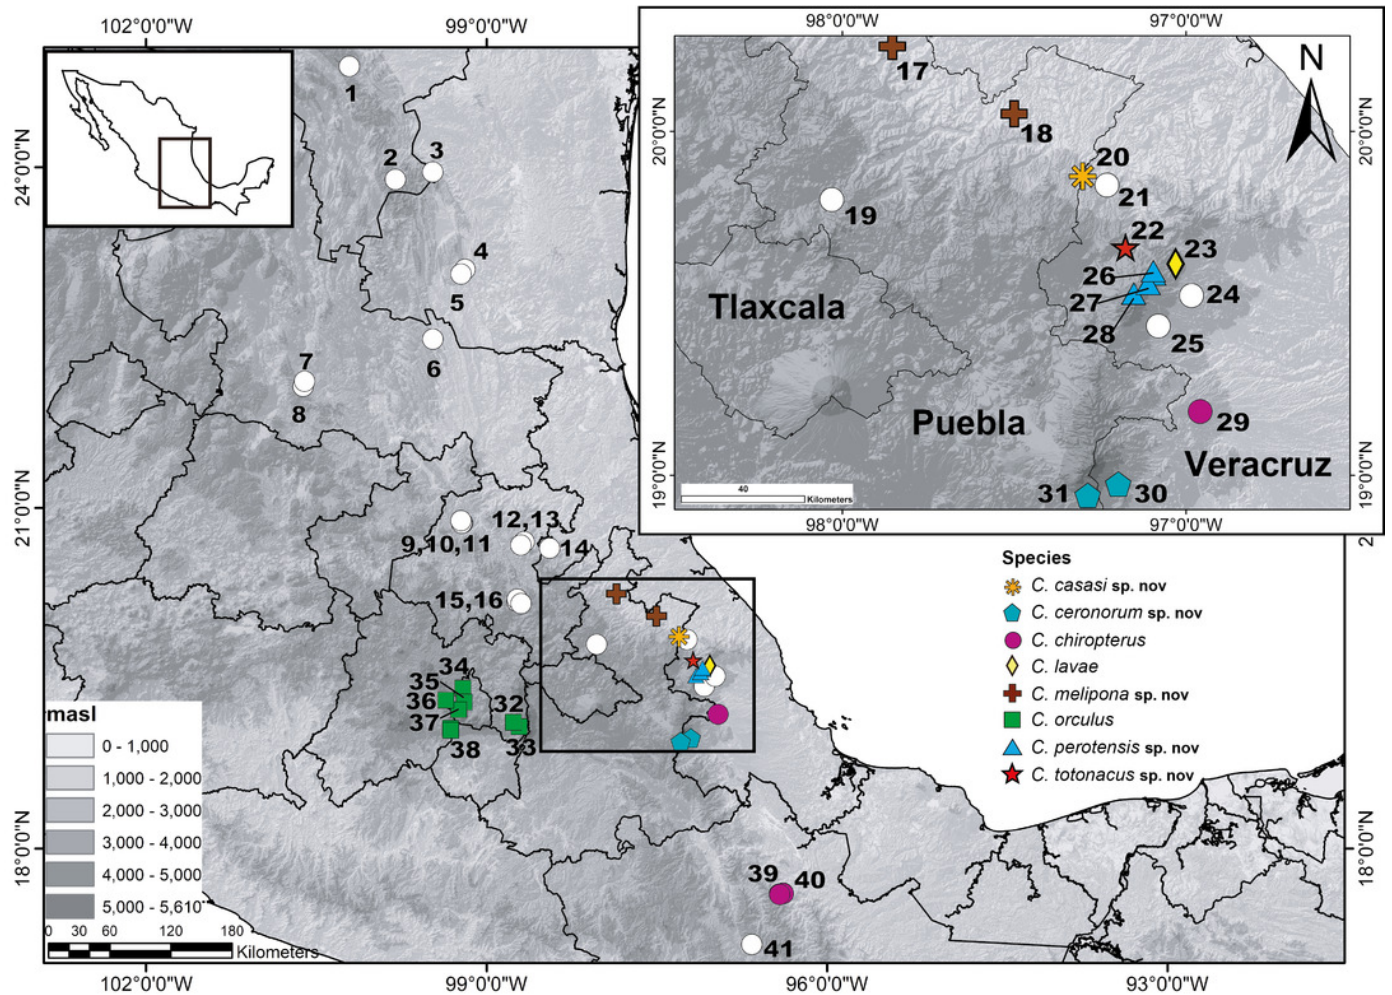 102°0'0"W
99°0'0"W
98°0'0"W
97°0'0"W
N
24°0'0"N
21°0'0"N
18°0'0"N
20°0'0"N
19°0'0"N
1
2
3
4
5
6
7
8
9,10,11
12,13
14
15,16
17
18
19
20
21
22
23
24
25
26
27
28
29
30
31
Tlaxcala
Puebla
Veracruz
40
Kilometers
20°0'0"N
19°0'0"N
98°0'0"W
97°0'0"W
2
34
35
36
37
38
32
33
39
40
41
Species
C. casasi sp. nov
C. ceronorum sp. nov
C. chiropterus
C. lavae
C. melipona sp. nov
C. orculus
C. perotensis sp. nov
C. totonacus sp. nov
masl
0 - 1,000
1,000 - 2,000
2,000 - 3,000
3,000 - 4,000
4,000 - 5,000
5,000 - 5,610
0 30 60 120 180
Kilometers
18°0'0"N
102°0'0"W
99°0'0"W
96°0'0"W
93°0'0"W